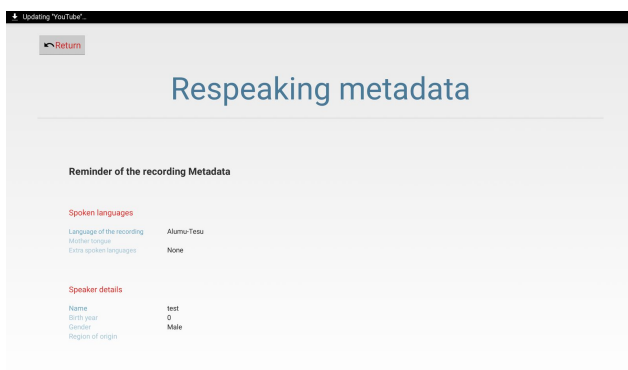 Updating "YouTube"...
Return
Respeaking metadata
Reminder of the recording Metadata
Spoken languages
Language of the recording Alumu-Tesu
Mother tongue
Extra spoken languages None
Speaker details
Name test
Birth year 0
Gender Male
Region of origin